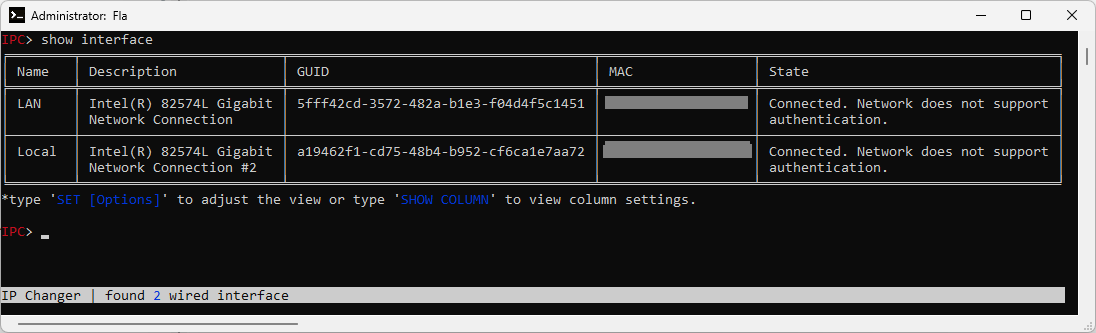 Administrator: Fla
IPC> show interface
Name Description GUID MAC State
LAN Intel(R) 82574L Gigabit 5fff42cd-3572-482a-b1e3-f04d4f5c1451 Connected. Network does not support
Network Connection authentication.
Local Intel(R) 82574L Gigabit a19462f1-cd75-48b4-b952-cf6ca1e7aa72 Connected. Network does not support
Network Connection #2 authentication.
*type 'SET [Options]' to adjust the view or type 'SHOW COLUMN' to view column settings.
IPC>
IP Changer | found 2 wired interface